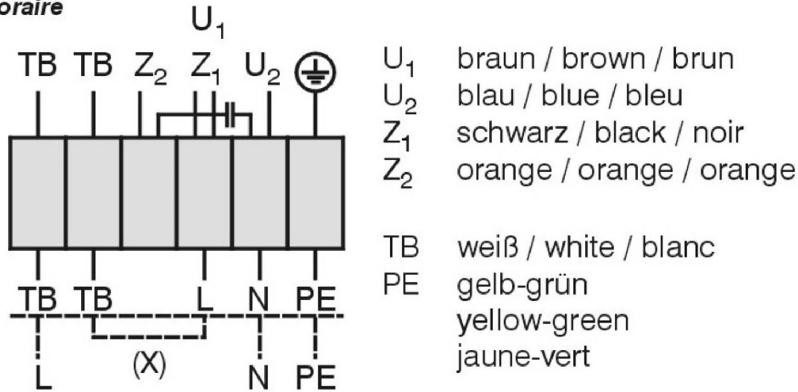 oraire
U1
TB TB Z2 Z1 U2
TB TB L N PE
(X)
L N PE
U1 braun / brown / brun
U2 blau / blue / bleu
Z1 schwarz / black / noir
Z2 orange / orange / orange
TB weiß / white / blanc
PE gelb-grün
yellow-green
jaune-vert